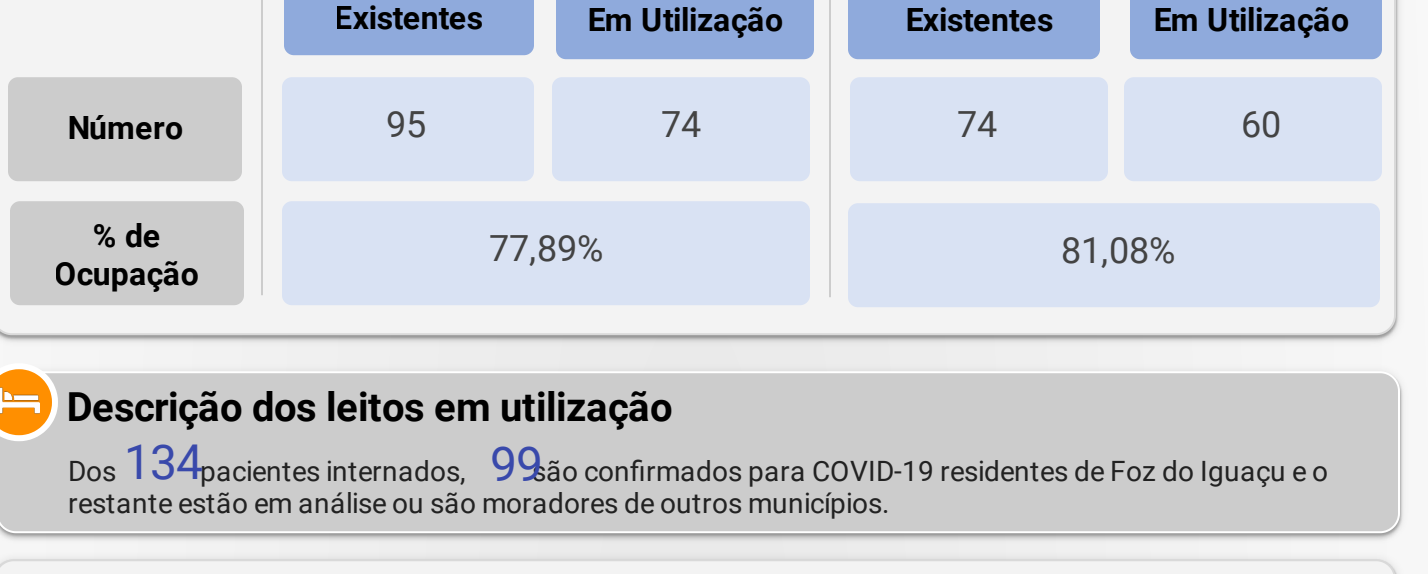 Existentes Em Utilização Existentes Em Utilização
Número 95 74 74 60
% de
Ocupação 77,89% 81,08%
Descrição dos leitos em utilização
Dos 134 pacientes internados, 99 são confirmados para COVID-19 residentes de Foz do Iguaçu e o
restante estão em análise ou são moradores de outros municípios.